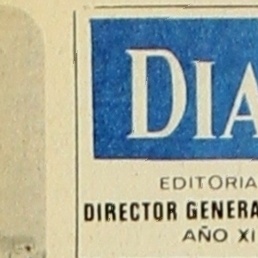 DIA
EDITORIA
DIRECTOR GENERA
AÑO XI